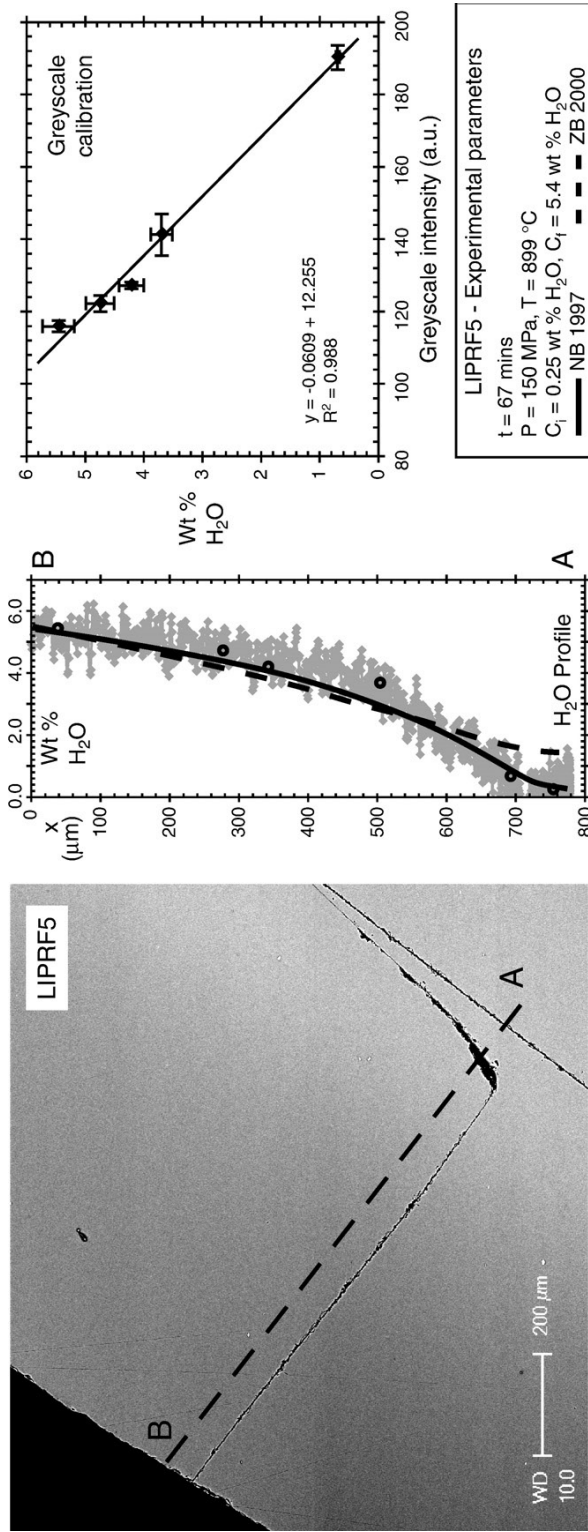 LIPRF5
B
A
WD
200 µm
10.0
Wt %
H₂O
0.0
2.0
4.0
6.0
x
(µm)
0
100
200
300
400
500
600
700
800
B
A
H₂O Profile
Greyscale
calibration
Wt %
H₂O
6
5
4
3
2
1
0
y = -0.0609 + 12.255
R² = 0.988
80
100
120
140
160
180
200
Greyscale intensity (a.u.)
LIPRF5 - Experimental parameters
t = 67 mins
P = 150 MPa, T = 899 °C
Cᵢ = 0.25 wt % H₂O, C_f = 5.4 wt % H₂O
NB 1997
ZB 2000